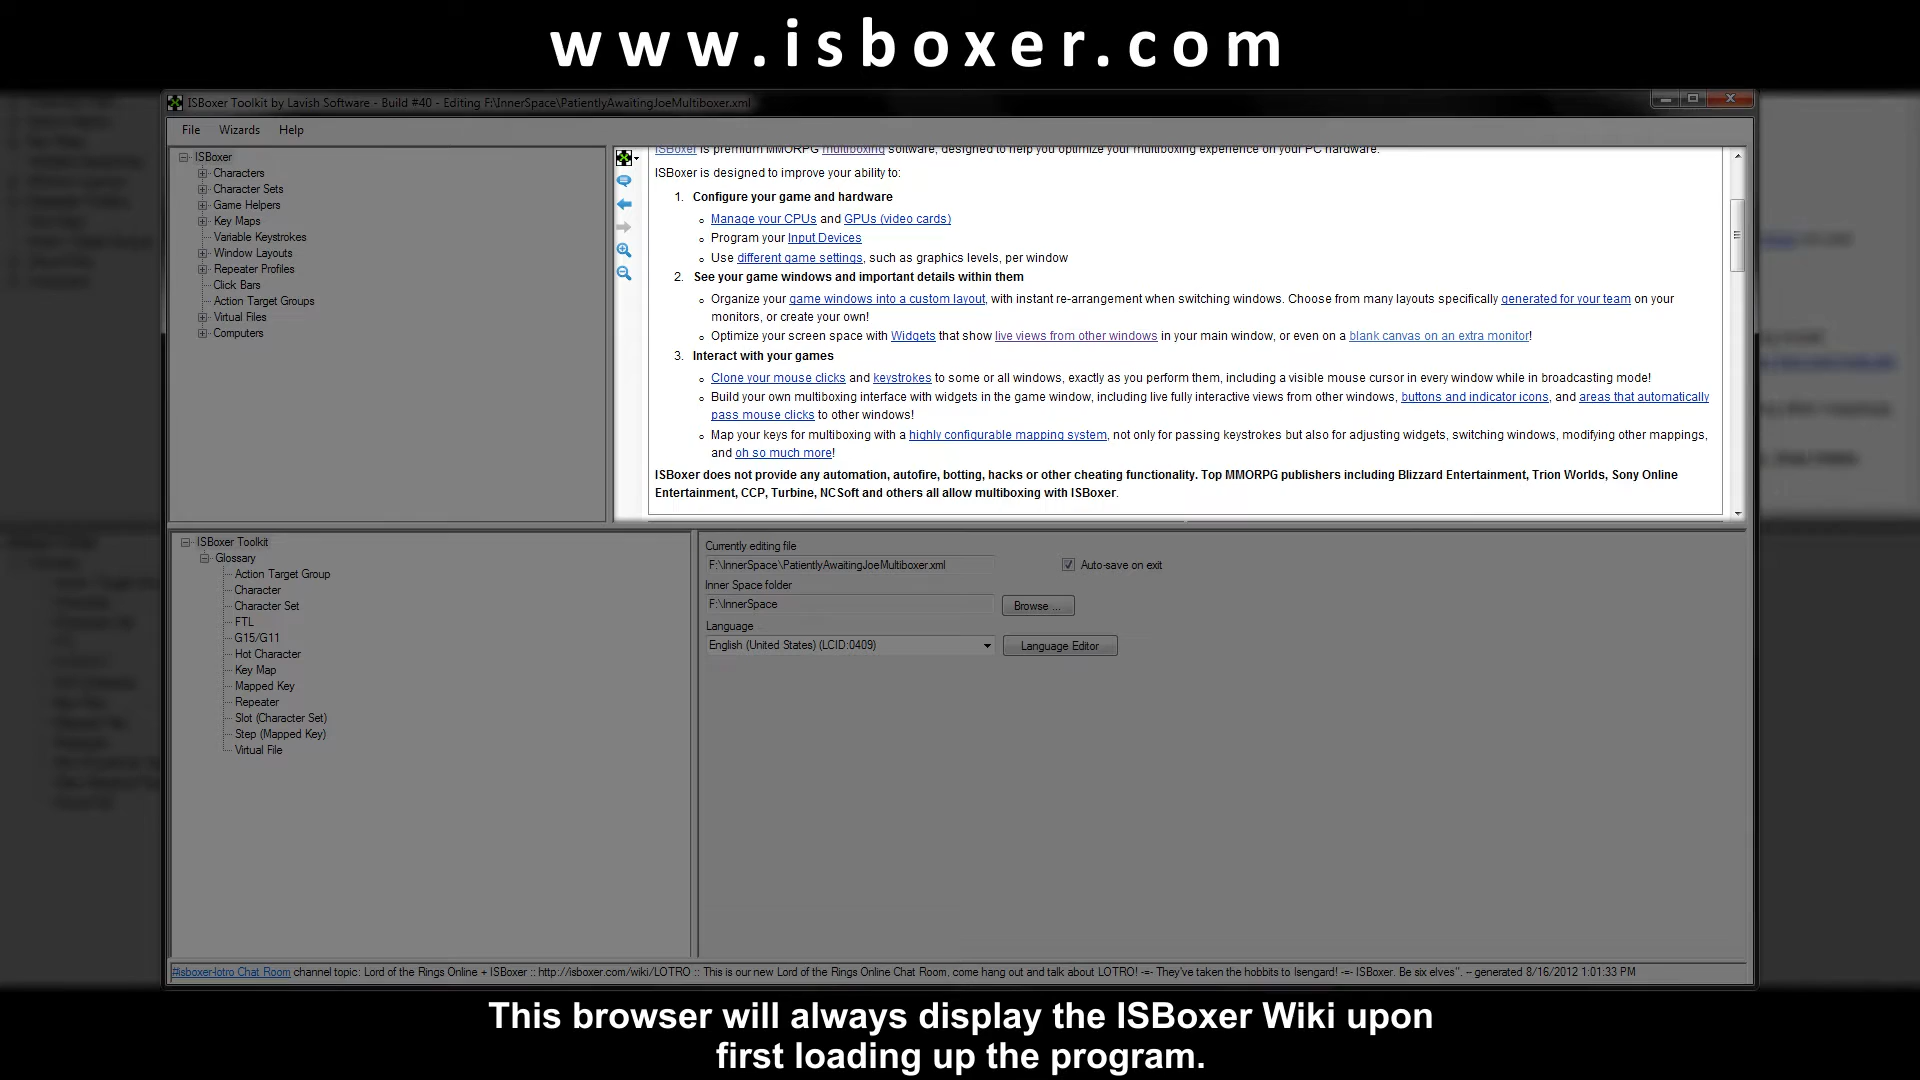 www.isboxer.com
ISBoxer Toolkit by Lavish Software - Build #40 - Editing F:\InnerSpace\PatientlyAwaitingJoeMultiboxer.xml
File Wizards Help
ISBoxer
Characters
Character Sets
Game Helpers
Key Maps
Variable Keystrokes
Window Layouts
Repeater Profiles
Click Bars
Action Target Groups
Virtual Files
Computers
ISBoxer is premium MMORPG multiboxing software, designed to help you optimize your multiboxing experience on your PC hardware.
ISBoxer is designed to improve your ability to:
1. Configure your game and hardware
Manage your CPUs and GPUs (video cards)
Program your Input Devices
Use different game settings, such as graphics levels, per window
2. See your game windows and important details within them
Organize your game windows into a custom layout, with instant re-arrangement when switching windows. Choose from many layouts specifically generated for your team on your
monitors, or create your own!
Optimize your screen space with Widgets that show live views from other windows in your main window, or even on a blank canvas on an extra monitor!
3. Interact with your games
Clone your mouse clicks and keystrokes to some or all windows, exactly as you perform them, including a visible mouse cursor in every window while in broadcasting mode!
Build your own multiboxing interface with widgets in the game window, including live fully interactive views from other windows, buttons and indicator icons, and areas that automatically
pass mouse clicks to other windows!
Map your keys for multiboxing with a highly configurable mapping system, not only for passing keystrokes but also for adjusting widgets, switching windows, modifying other mappings,
and oh so much more!
ISBoxer does not provide any automation, autofire, botting, hacks or other cheating functionality. Top MMORPG publishers including Blizzard Entertainment, Trion Worlds, Sony Online
Entertainment, CCP, Turbine, NCSoft and others all allow multiboxing with ISBoxer.
ISBoxer Toolkit
Glossary
Action Target Group
Character
Character Set
FTL
G15/G11
Hot Character
Key Map
Mapped Key
Repeater
Slot (Character Set)
Step (Mapped Key)
Virtual File
Currently editing file
F:\InnerSpace\PatientlyAwaitingJoeMultiboxer.xml Auto-save on exit
Inner Space folder
F:\InnerSpace Browse ...
Language
English (United States) (LCID:0409) Language Editor
#isboxer-lotro Chat Room channel topic: Lord of the Rings Online + ISBoxer :: http://isboxer.com/wiki/LOTRO :: This is our new Lord of the Rings Online Chat Room, come hang out and talk about LOTRO! -=- They've taken the hobbits to Isengard! -=- ISBoxer. Be six elves". -- generated 8/16/2012 1:01:33 PM
This browser will always display the ISBoxer Wiki upon
first loading up the program.